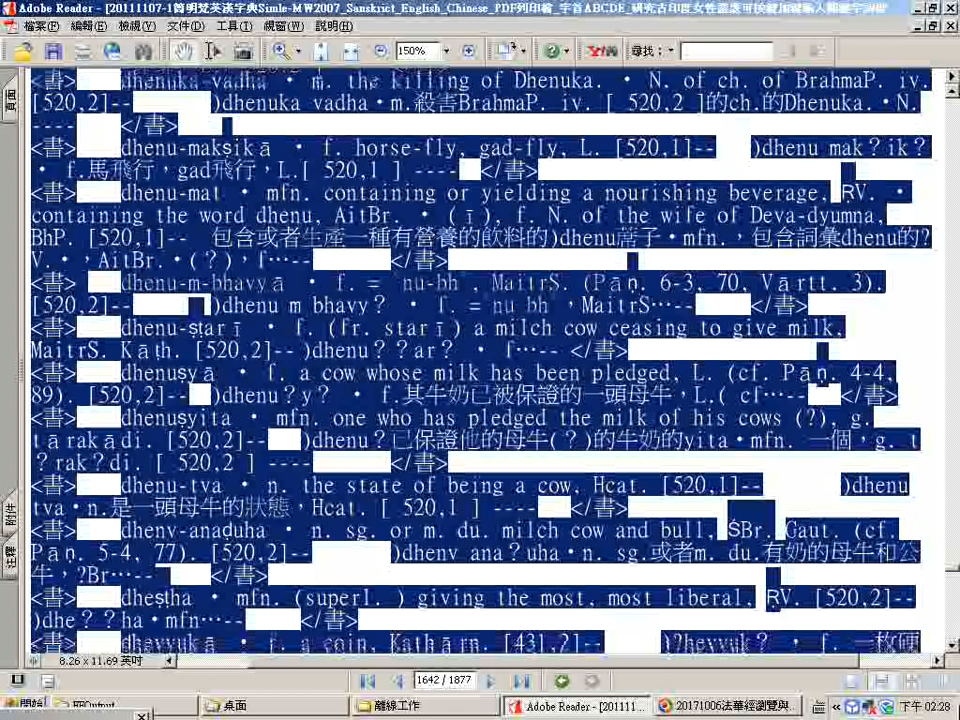 Adobe Reader - [20111107-1簡明梵英漢字典Simle-MW2007_Sanskrict_English_Chinese_PDF列印檔_字首ABCDE_研究古印度女性
檔案(F) 編輯(E) 檢視(V) 文件(D) 工具(T) 視窗(W) 說明(H)
150% 尋找：
頁面
<書> dhenuka-vadha · m. the killing of Dhenuka. · N. of ch. of BrahmaP. iv.
[520,2]-- )dhenuka vadha·m.殺害BrahmaP. iv. [ 520,2 ]的ch.的Dhenuka.·N.
---- </書>
<書> dhenu-makṣikā · f. horse-fly, gad-fly, L. [520,1]-- )dhenu mak?ik?
· f.馬飛行，gad飛行，L.[ 520,1 ] ---- </書>
<書> dhenu-mat · mfn. containing or yielding a nourishing beverage, ṚV. ·
containing the word dhenu, AitBr. · (ī), f. N. of the wife of Deva-dyumna,
BhP. [520,1]-- 包含或者生產一種有營養的飲料的)dhenu蓆子·mfn.，包含詞彙dhenu的?
V.·，AitBr.·(?), f…-- </書>
<書> dhenu-m-bhavyā · f. = nu-bh , MaitrS. (Pāṇ. 6-3, 70, Vārtt. 3).
[520,2]-- )dhenu m bhavy? · f. = nu bh ，MaitrS…-- </書>
<書> dhenu-ṣṭarī · f. (fr. starī) a milch cow ceasing to give milk,
MaitrS. Kāṭh. [520,2]-- )dhenu??ar? · f…-- </書>
<書> dhenuṣyā · f. a cow whose milk has been pledged, L. (cf. Pāṇ. 4-4,
89). [520,2]-- )dhenu?y? · f.其牛奶已被保證的一頭母牛，L.( cf…-- </書>
<書> dhenuṣyita · mfn. one who has pledged the milk of his cows (?), g.
tārakādi. [520,2]-- )dhenu?已保證他的母牛(?)的牛奶的yita·mfn. 一個，g. t
?rak?di. [ 520,2 ] ---- </書>
<書> dhenu-tva · n. the state of being a cow, Hcat. [520,1]-- )dhenu
tva·n.是一頭母牛的狀態，Hcat. [ 520,1 ] ---- </書>
<書> dhenv-anaḍuha · n. sg. or m. du. milch cow and bull, ŚBr. Gaut. (cf.
Pāṇ. 5-4, 77). [520,2]-- )dhenv ana?uha·n. sg.或者m. du.有奶的母牛和公
牛，?Br…-- </書>
<書> dheṣṭha · mfn. (superl. ) giving the most, most liberal, ṚV. [520,2]--
)dhe??ha·mfn…-- </書>
<書> dheyyukā · f. a coin, Kathārn. [431,2]-- )?heyyuk? · f. 一枚硬
附件
注釋
8.26 x 11.69 英吋
1642 / 1877
開始 桌面 離線工作 Adobe Reader - [201111... 20171006法華經瀏覽與... 下午 02:28